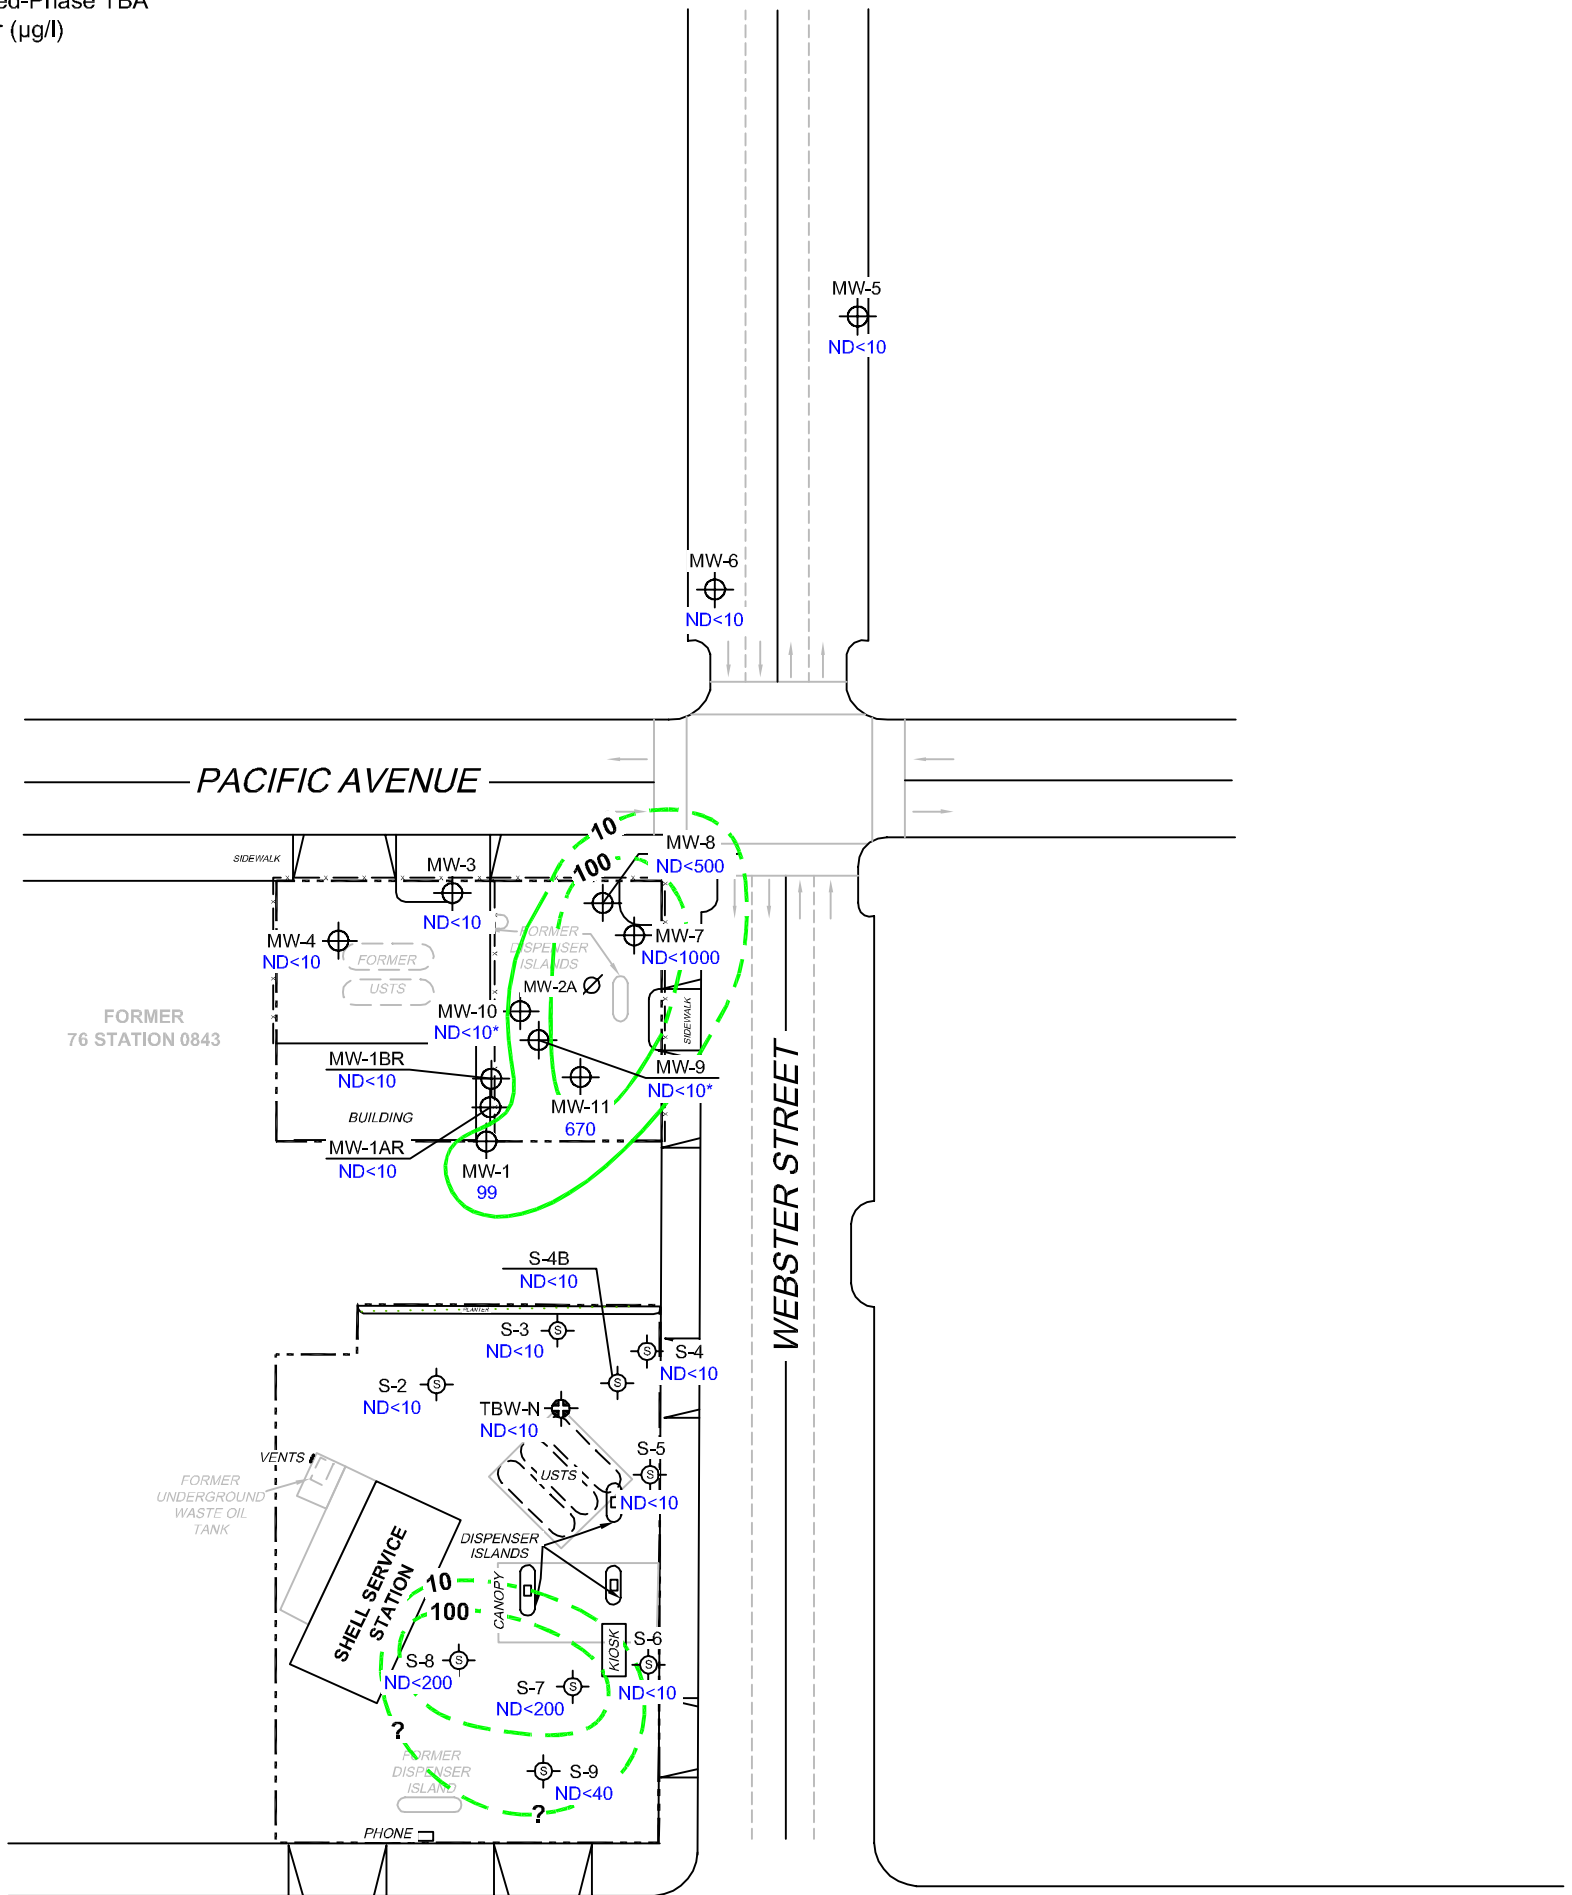 ed-Phase TBA
(µg/l)
MW-5
ND<10
MW-6
ND<10
PACIFIC AVENUE
10
MW-8
ND<500
100
SIDEWALK
MW-3
ND<10
MW-4
ND<10
FORMER
USTS
FORMER
DISPENSER
ISLANDS
MW-7
ND<1000
MW-2A
MW-10
ND<10*
SIDEWALK
FORMER
76 STATION 0843
MW-1BR
ND<10
MW-9
ND<10*
BUILDING
MW-11
670
MW-1AR
ND<10
MW-1
99
WEBSTER STREET
S-4B
ND<10
PLANTER
S-3
ND<10
S-4
ND<10
S-2
ND<10
TBW-N
ND<10
S-5
ND<10
VENTS
USTS
FORMER
UNDERGROUND
WASTE OIL
TANK
DISPENSER
ISLANDS
SHELL SERVICE
STATION
CANOPY
10
100
KIOSK
S-6
ND<10
S-8
ND<200
S-7
ND<200
?
FORMER
DISPENSER
ISLAND
S-9
ND<40
?
PHONE